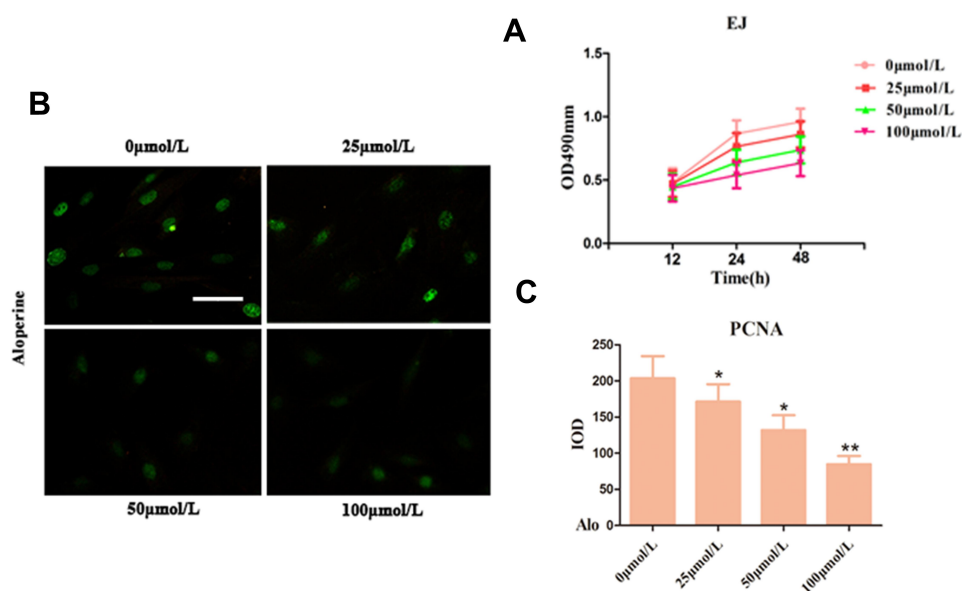 A
EJ
1.5
1.0
0.5
0.0
OD490mm
12
24
48
Time(h)
0μmol/L
25μmol/L
50μmol/L
100μmol/L
B
0μmol/L
25μmol/L
Aloperine
50μmol/L
100μmol/L
C
PCNA
250
200
150
100
50
Alo 0
IOD
*
*
**
0μmol/L
25μmol/L
50μmol/L
100μmol/L